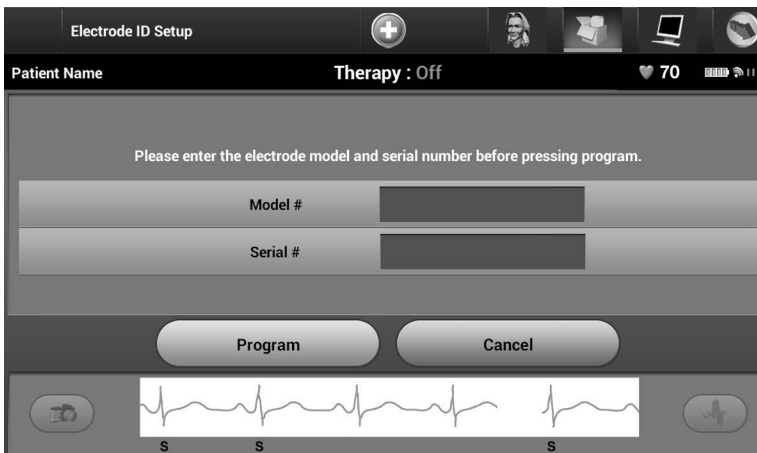 Electrode ID Setup
Patient Name Therapy : Off 70
Please enter the electrode model and serial number before pressing program.
Model #
Serial #
Program Cancel
S S S